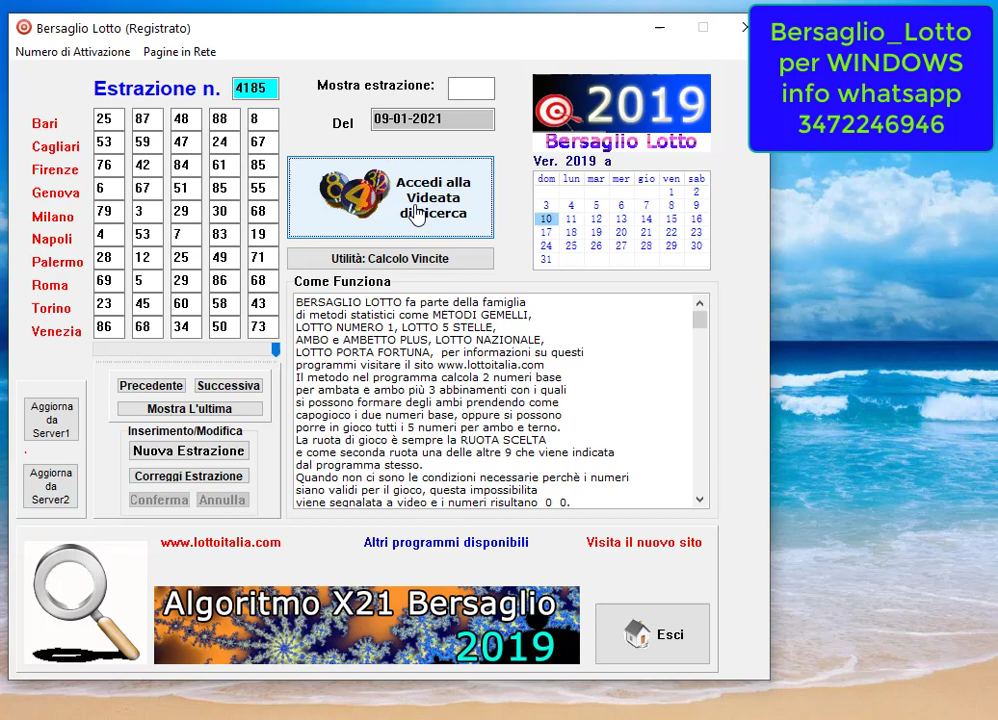 Bersaglio Lotto (Registrato)
Numero di Attivazione Pagine in Rete
Bersaglio_Lotto
per WINDOWS
info whatsapp
3472246946
Estrazione n. 4185
Bari 25 87 48 88 8
Cagliari 53 59 47 24 67
Firenze 76 42 84 61 85
Genova 6 67 51 85 55
Milano 79 3 29 30 68
Napoli 4 53 7 83 19
Palermo 28 12 25 49 71
Roma 69 5 29 86 68
Torino 23 45 60 58 43
Venezia 86 68 34 50 73
Mostra estrazione:
Del 09-01-2021
Accedi alla
Videata
di ricerca
Utilità: Calcolo Vincite
2019
Bersaglio Lotto
Ver. 2019 a
dom lun mar mer gio ven sab
1 2
3 4 5 6 7 8 9
10 11 12 13 14 15 16
17 18 19 20 21 22 23
24 25 26 27 28 29 30
31
Come Funziona
BERSAGLIO LOTTO fa parte della famiglia
di metodi statistici come METODI GEMELLI,
LOTTO NUMERO 1, LOTTO 5 STELLE,
AMBO e AMBETTO PLUS, LOTTO NAZIONALE,
LOTTO PORTA FORTUNA, per informazioni su questi
programmi visitare il sito www.lottoitalia.com
Il metodo nel programma calcola 2 numeri base
per ambata e ambo più 3 abbinamenti con i quali
si possono formare degli ambi prendendo come
capogioco i due numeri base, oppure si possono
porre in gioco tutti i 5 numeri per ambo e terno.
La ruota di gioco è sempre la RUOTA SCELTA
e come seconda ruota una delle altre 9 che viene indicata
dal programma stesso.
Quando non ci sono le condizioni necessarie perchè i numeri
siano validi per il gioco, questa impossibilita
viene segnalata a video e i numeri risultano 0 0.
Precedente Successiva
Mostra L'ultima
Inserimento/Modifica
Nuova Estrazione
Correggi Estrazione
Conferma Annulla
Aggiorna
da
Server1
Aggiorna
da
Server2
www.lottoitalia.com Altri programmi disponibili Visita il nuovo sito
Algoritmo X21 Bersaglio
2019
Esci